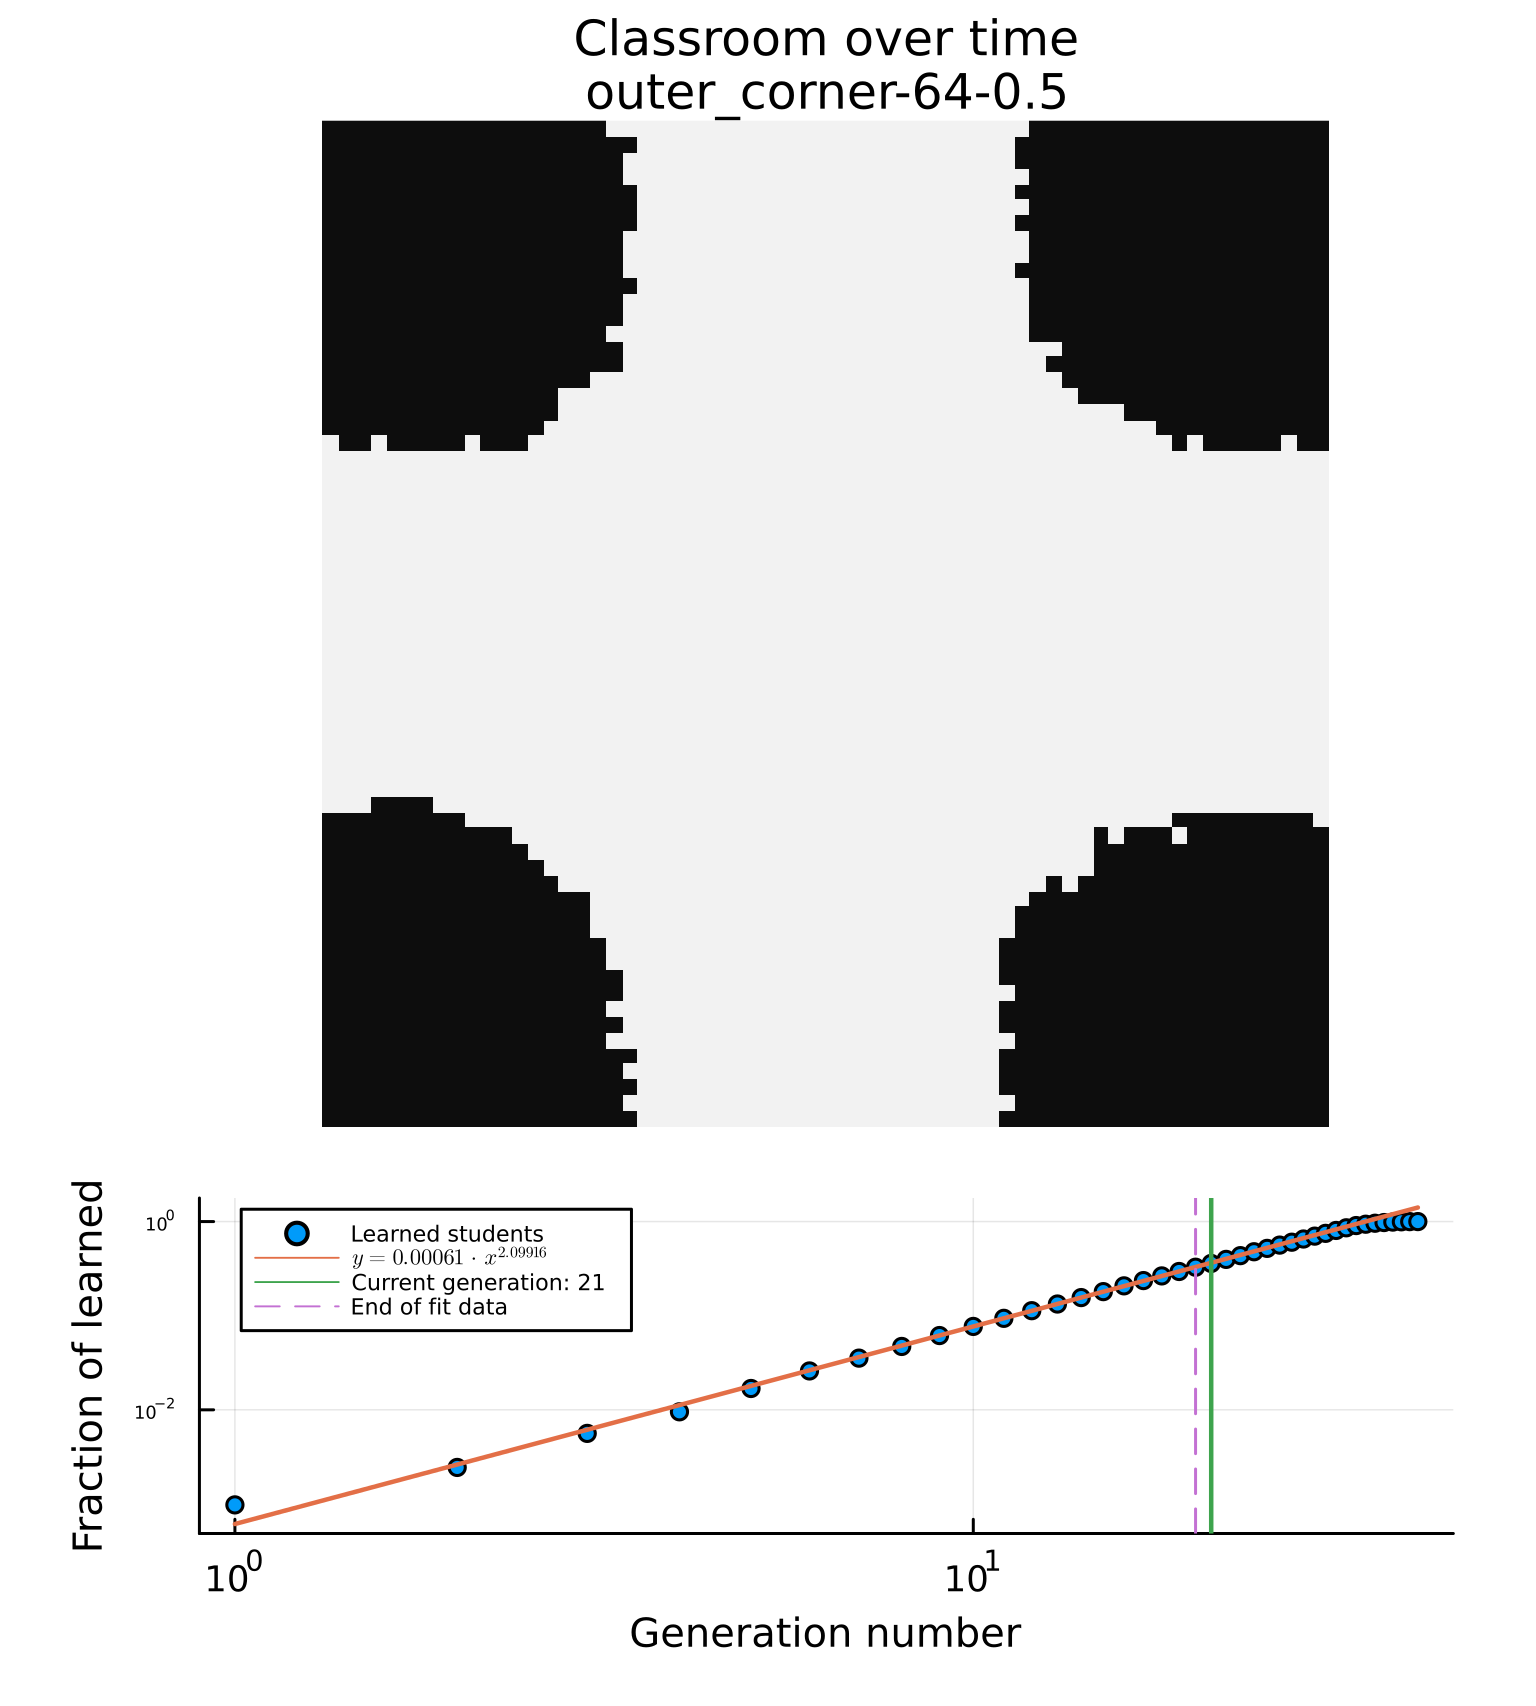 Classroom over time
outer_corner-64-0.5
Fraction of learned
10^0
10^-2
Learned students
y = 0.00061 · x^2.09916
Current generation: 21
End of fit data
10^0
10^1
Generation number